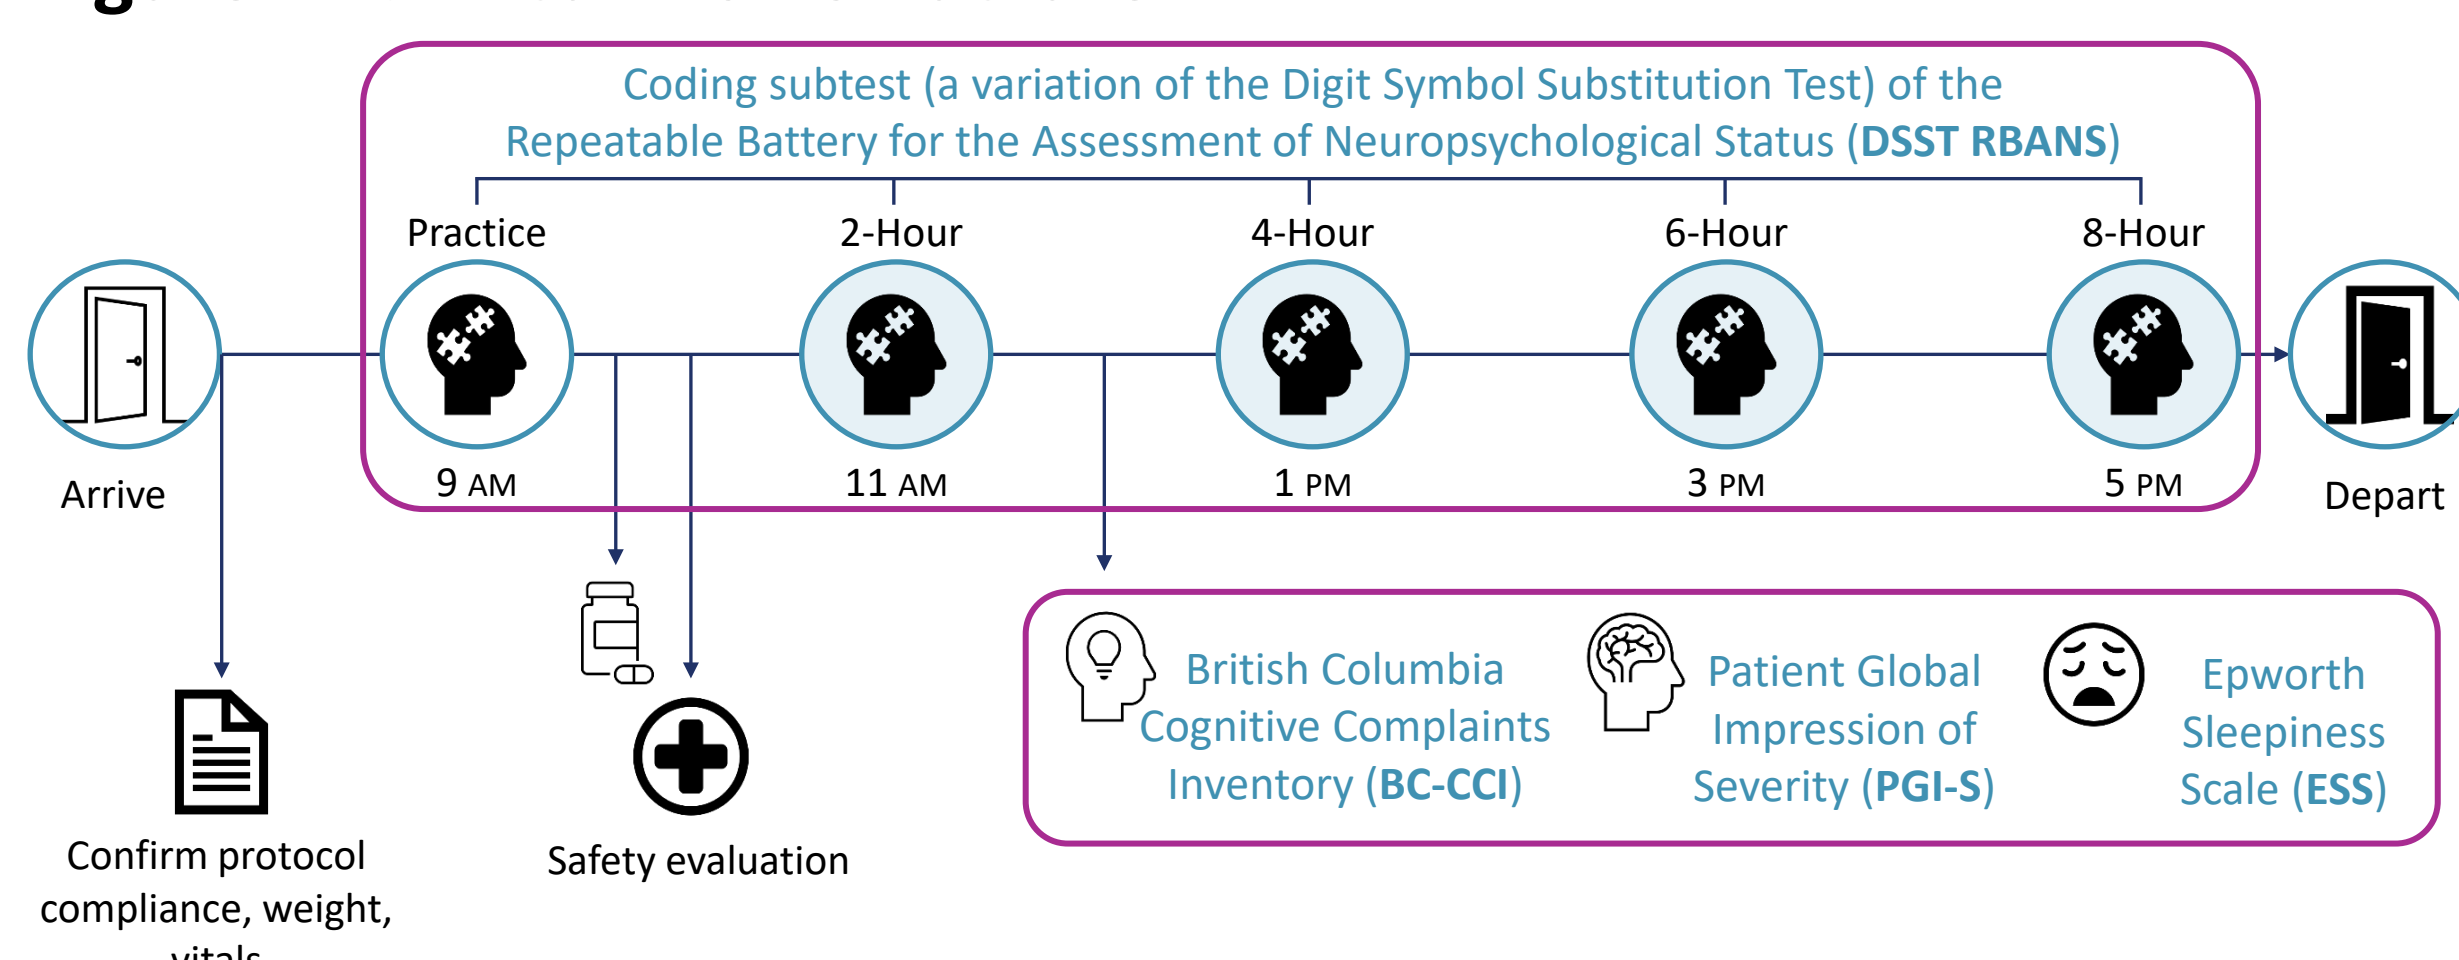 Coding subtest (a variation of the Digit Symbol Substitution Test) of the
Repeatable Battery for the Assessment of Neuropsychological Status (DSST RBANS)
Practice
2-Hour
4-Hour
6-Hour
8-Hour
9 AM
11 AM
1 PM
3 PM
5 PM
Arrive
Depart
Confirm protocol
compliance, weight,
vitals
Safety evaluation
British Columbia
Cognitive Complaints
Inventory (BC-CCI)
Patient Global
Impression of
Severity (PGI-S)
Epworth
Sleepiness
Scale (ESS)